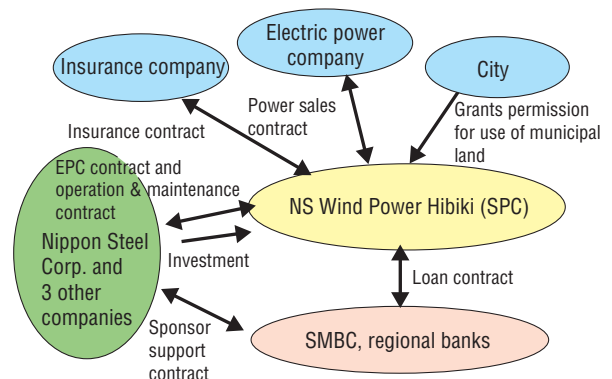 Electric power
company
Insurance company
City
Power sales
contract
Grants permission
for use of municipal
land
Insurance contract
EPC contract and
operation & maintenance
contract
NS Wind Power Hibiki (SPC)
Nippon Steel
Corp. and
3 other
companies
Investment
Loan contract
Sponsor
support
contract
SMBC, regional banks